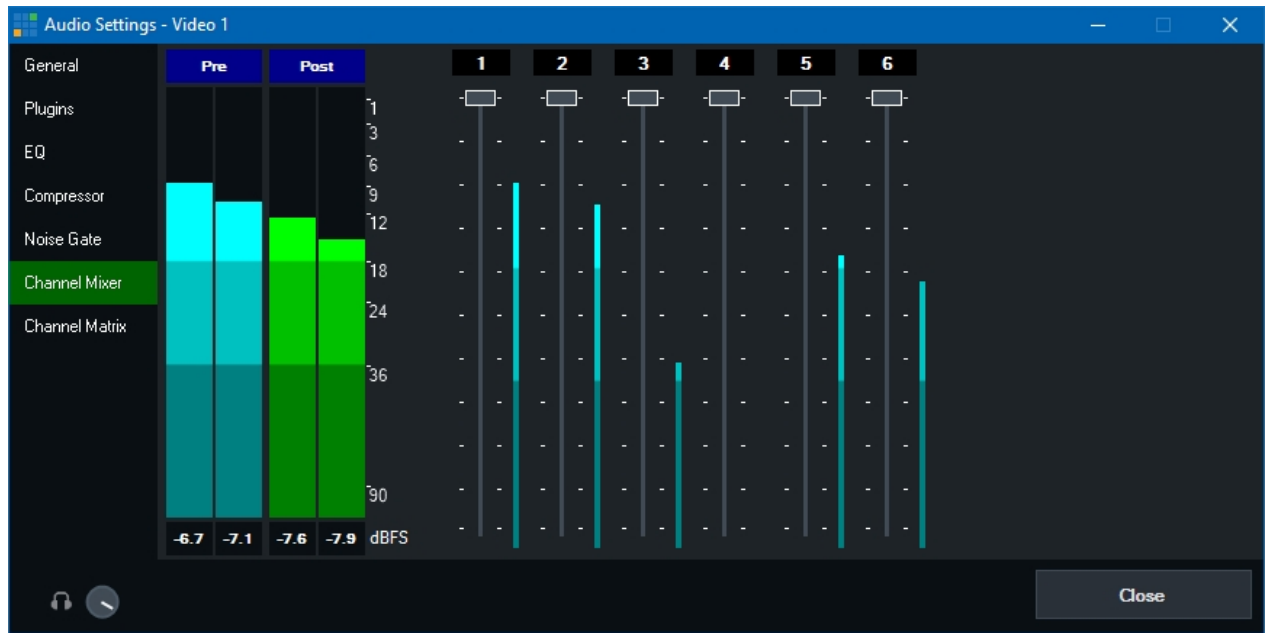 Audio Settings - Video 1
General
Plugins
EQ
Compressor
Noise Gate
Channel Mixer
Channel Matrix
Pre Post
1
3
6
9
12
18
24
36
90
-6.7 -7.1 -7.6 -7.9 dBFS
1 2 3 4 5 6
Close